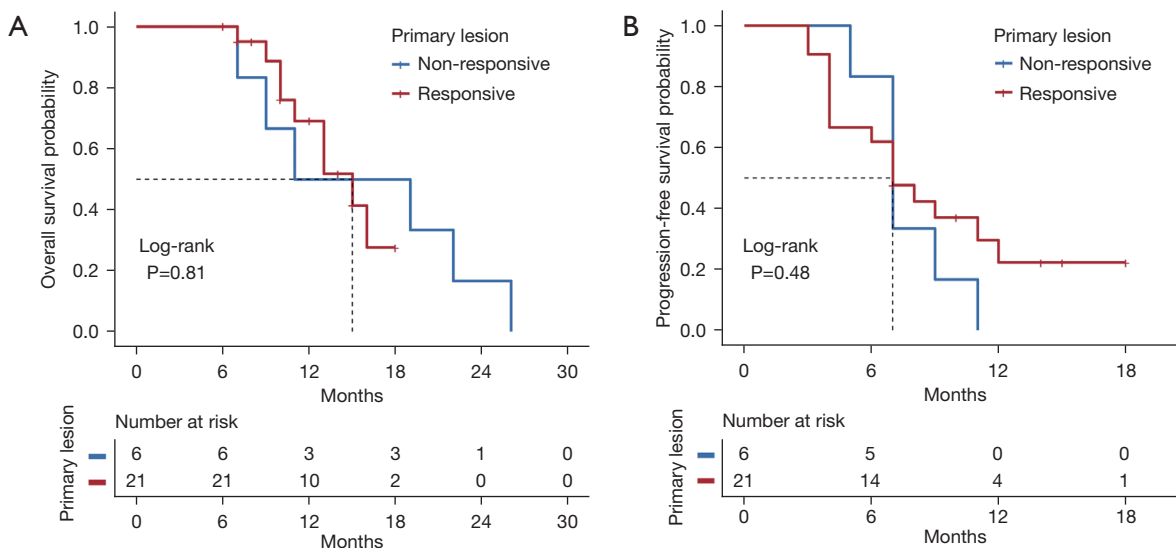 A
Overall survival probability
1.0
0.8
0.6
0.4
0.2
0.0
Primary lesion
Non-responsive
Responsive
Log-rank
P=0.81
0 6 12 18 24 30
Months
Number at risk
Primary lesion
6 6 3 3 1 0
21 21 10 2 0 0
0 6 12 18 24 30
Months
B
Progression-free survival probability
1.0
0.8
0.6
0.4
0.2
0.0
Primary lesion
Non-responsive
Responsive
Log-rank
P=0.48
0 6 12 18
Months
Number at risk
Primary lesion
6 5 0 0
21 14 4 1
0 6 12 18
Months